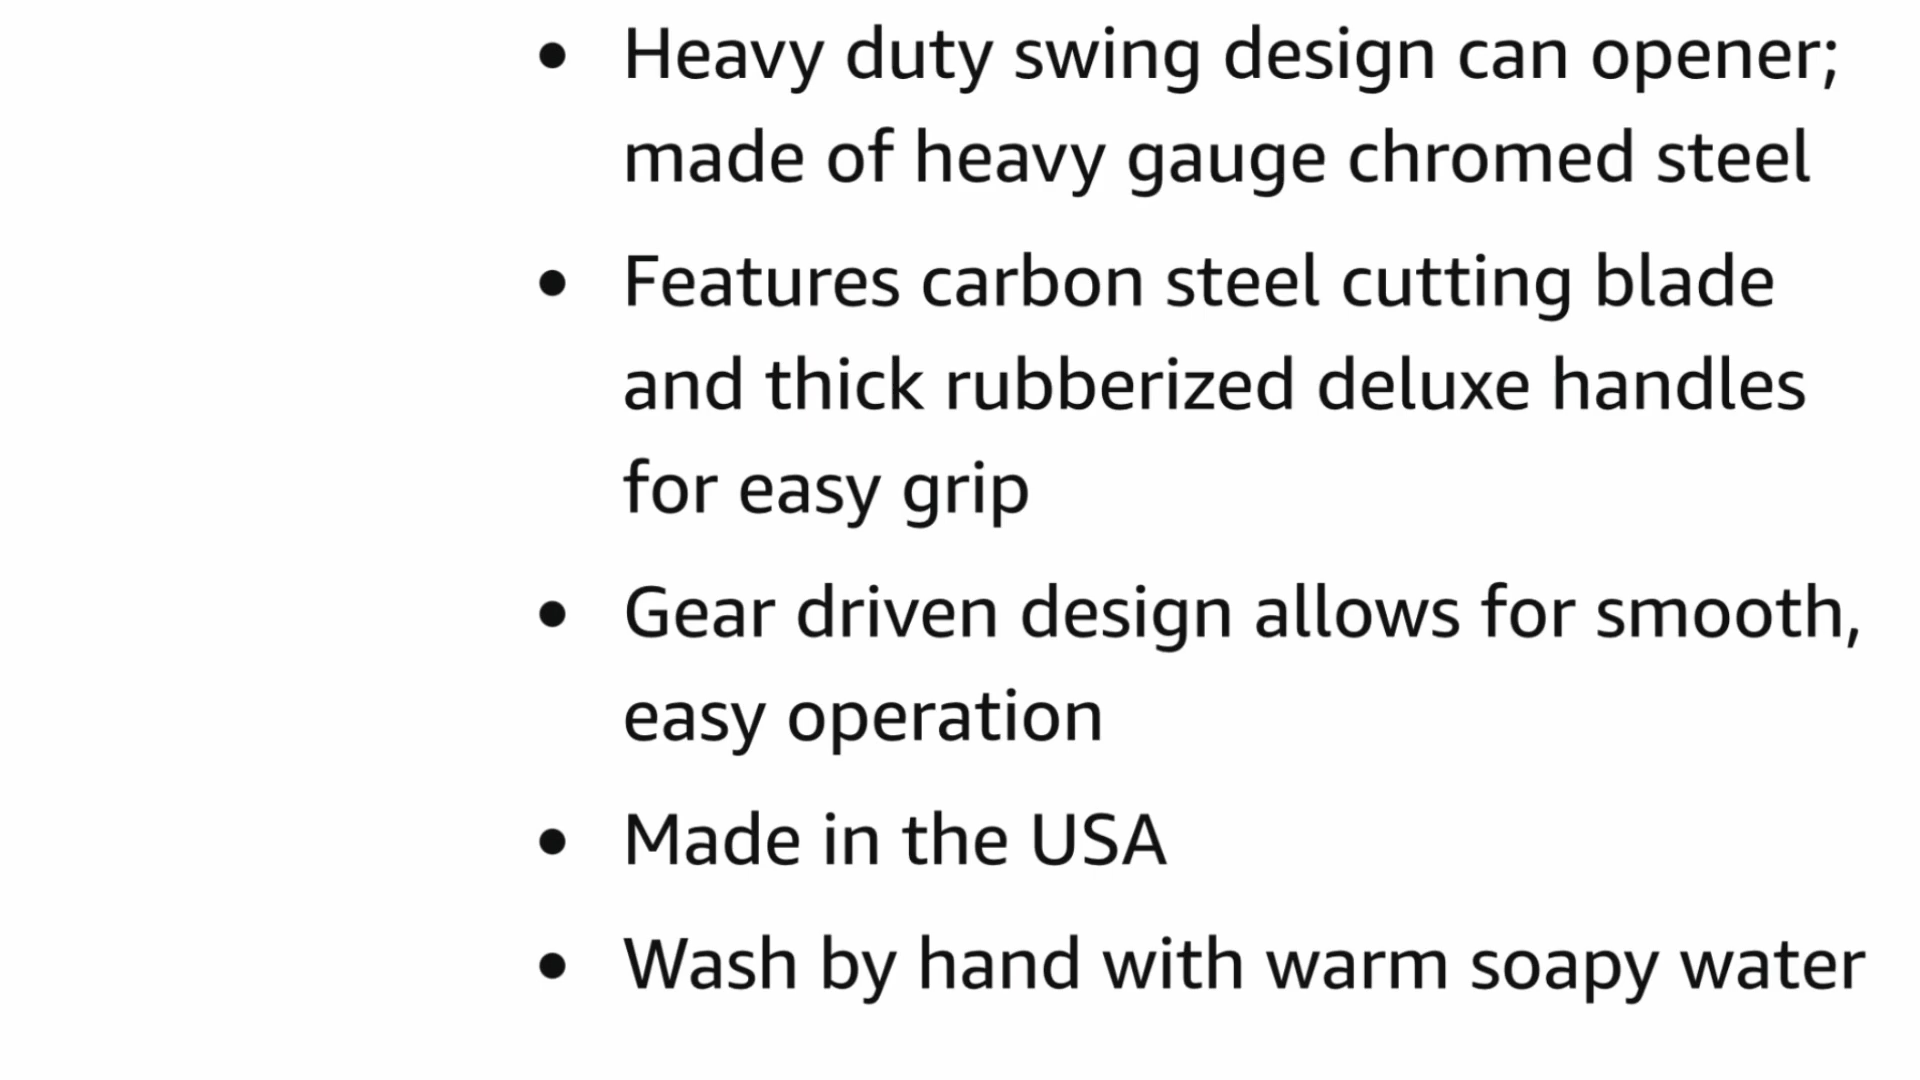 • Heavy duty swing design can opener;
made of heavy gauge chromed steel
• Features carbon steel cutting blade
and thick rubberized deluxe handles
for easy grip
• Gear driven design allows for smooth,
easy operation
• Made in the USA
• Wash by hand with warm soapy water